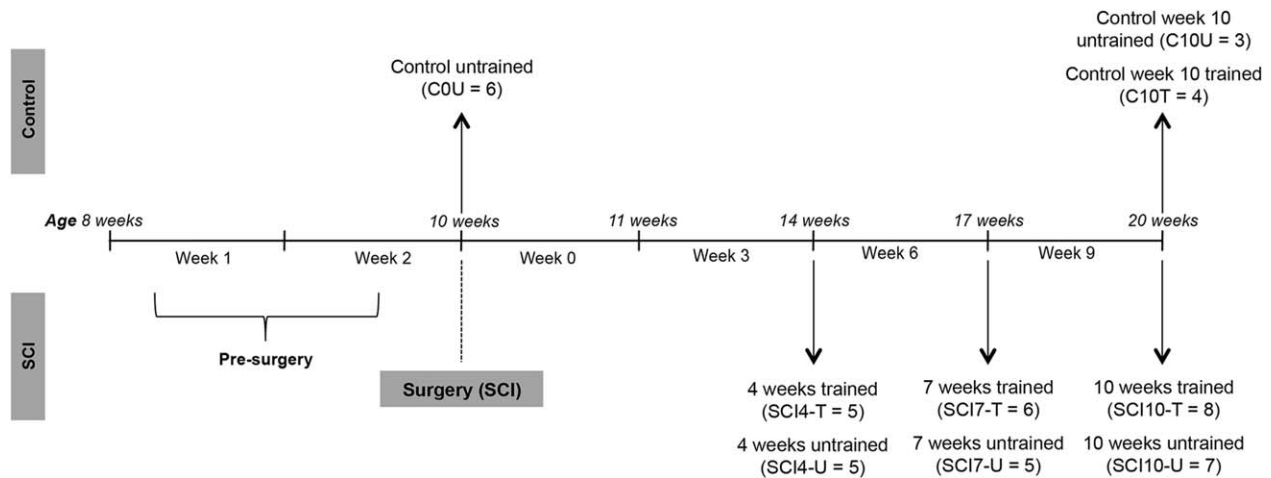 Control
Control untrained
(C0U = 6)
Control week 10
untrained (C10U = 3)
Control week 10 trained
(C10T = 4)
Age 8 weeks
10 weeks
11 weeks
14 weeks
17 weeks
20 weeks
Week 1
Week 2
Week 0
Week 3
Week 6
Week 9
SCI
Pre-surgery
Surgery (SCI)
4 weeks trained
(SCI4-T = 5)
4 weeks untrained
(SCI4-U = 5)
7 weeks trained
(SCI7-T = 6)
7 weeks untrained
(SCI7-U = 5)
10 weeks trained
(SCI10-T = 8)
10 weeks untrained
(SCI10-U = 7)